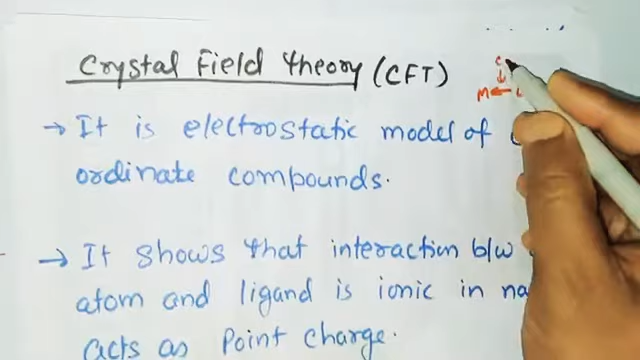 Crystal Field theory (CFT)
M ← L
→ It is electrostatic model of
ordinate compounds.
→ It shows that interaction b/w
atom and ligand is ionic in na
acts as point charge.